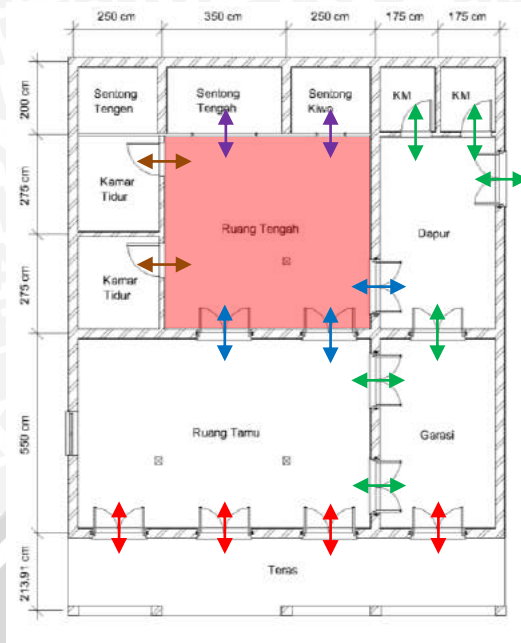 250 cm 350 cm 250 cm 175 cm 175 cm
200 cm
Sentong
Tengen
Sentong
Tengah
Sentong
Kiwo
KM
KM
275 cm
Kamar
Tidur
Ruang Tengah
Dapur
275 cm
Kamar
Tidur
550 cm
Ruang Tamu
Garasi
213,91 cm
Teras